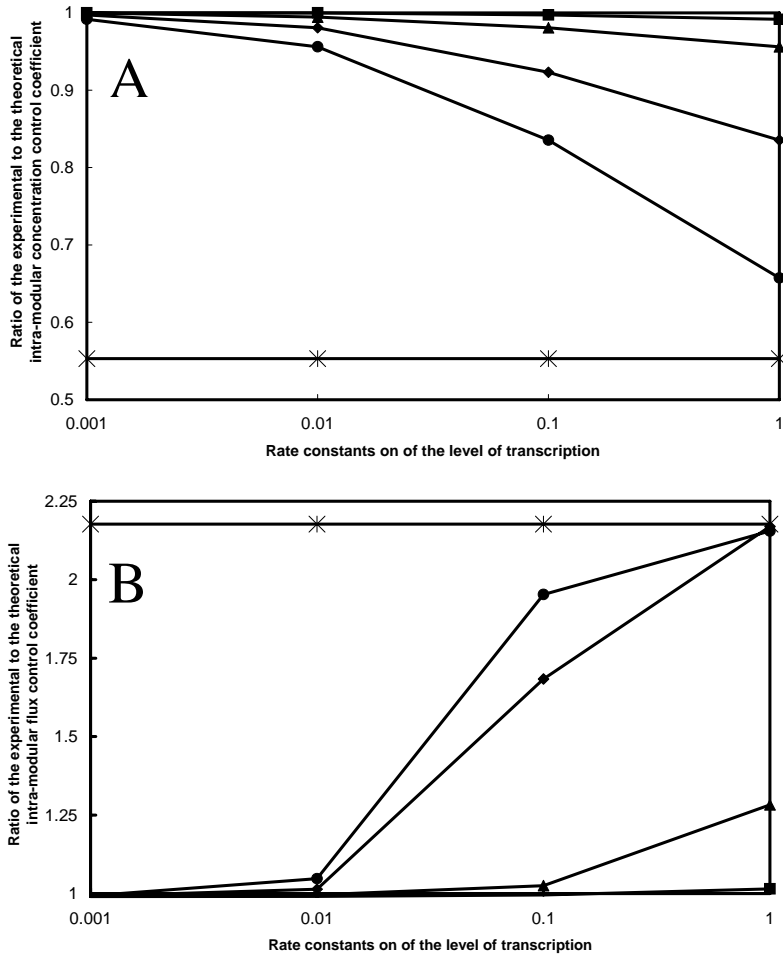 Ratio of the experimental to the theoretical
intra-modular concentration control coefficient
A
1
0.9
0.8
0.7
0.6
0.5
0.001 0.01 0.1 1
Rate constants on of the level of transcription
Ratio of the experimental to the theoretical
intra-modular flux control coefficient
B
2.25
2
1.75
1.5
1.25
1
0.001 0.01 0.1 1
Rate constants on of the level of transcription